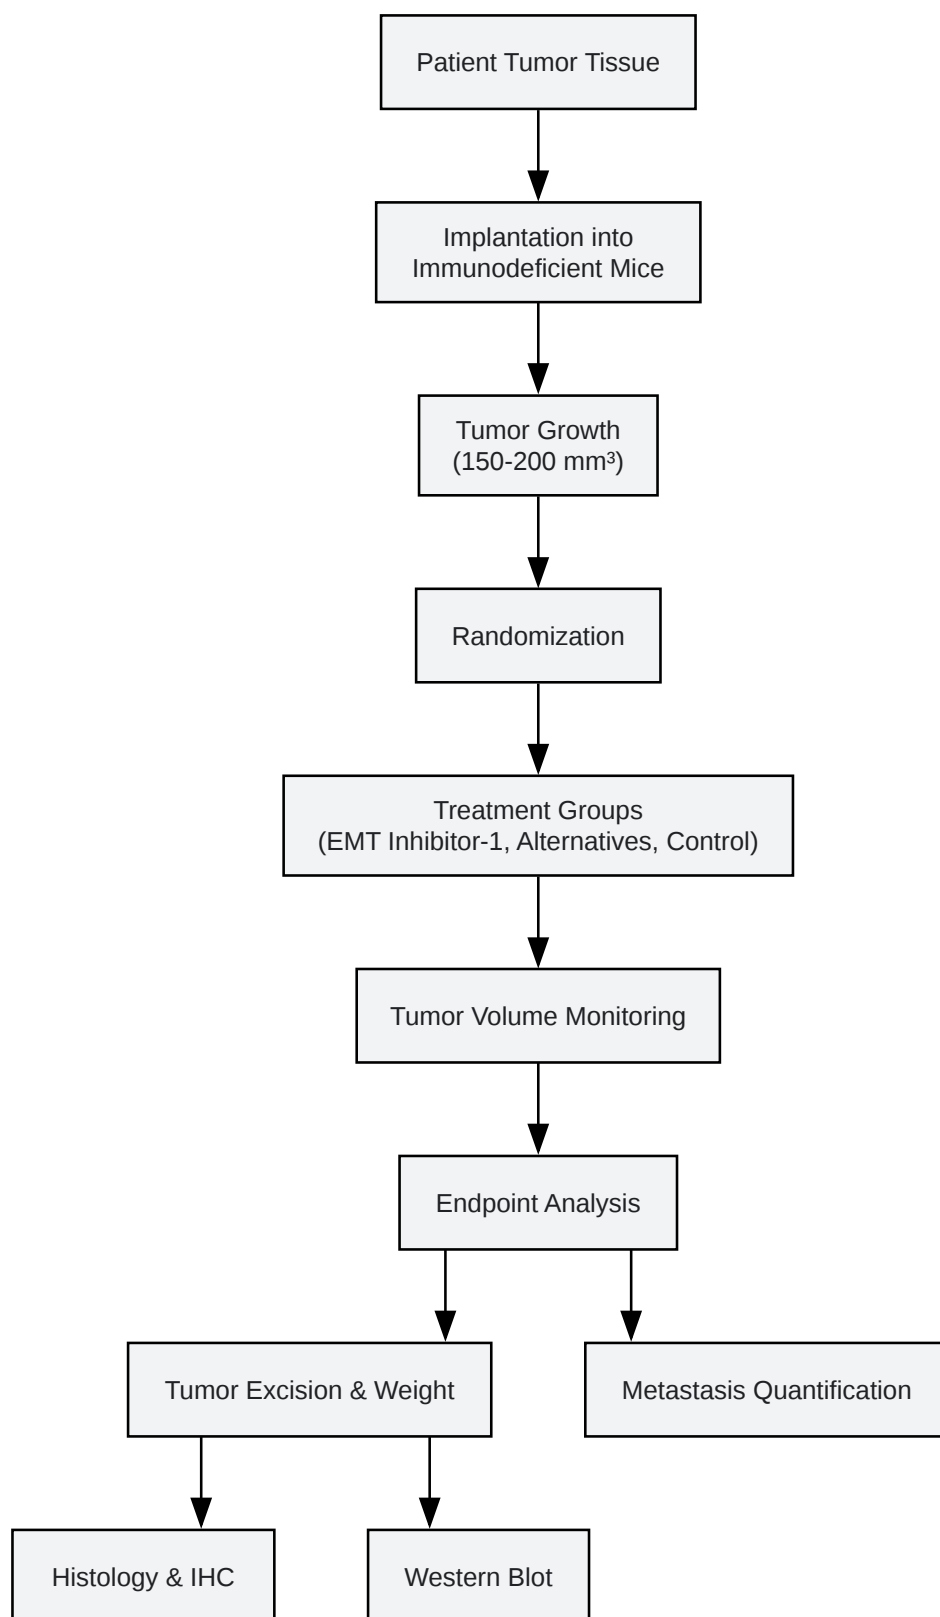 Patient Tumor Tissue
Implantation into
Immunodeficient Mice
Tumor Growth
(150-200 mm³)
Randomization
Treatment Groups
(EMT Inhibitor-1, Alternatives, Control)
Tumor Volume Monitoring
Endpoint Analysis
Tumor Excision & Weight
Metastasis Quantification
Histology & IHC
Western Blot